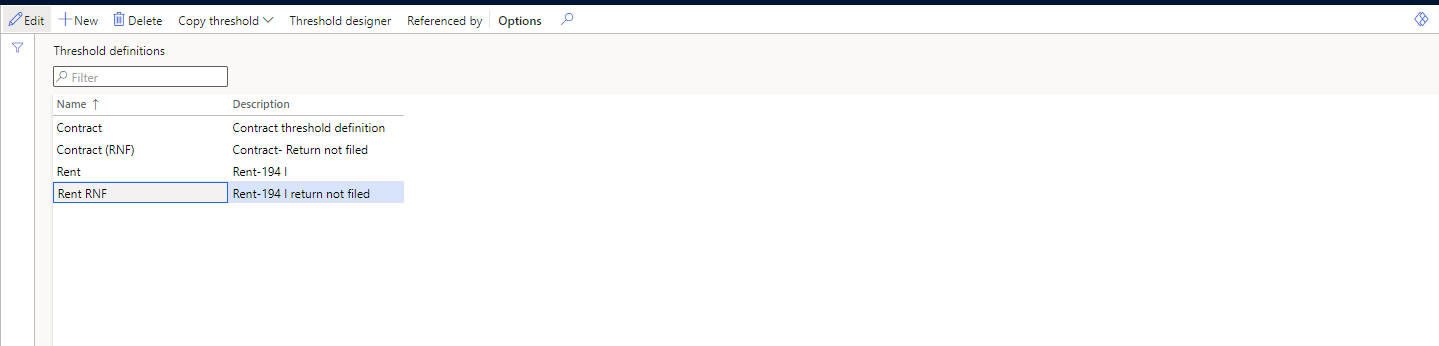 Edit New Delete Copy threshold Threshold designer Referenced by Options
Threshold definitions
Filter
Name Description
Contract Contract threshold definition
Contract (RNF) Contract- Return not filed
Rent Rent-194 I
Rent RNF Rent-194 I return not filed